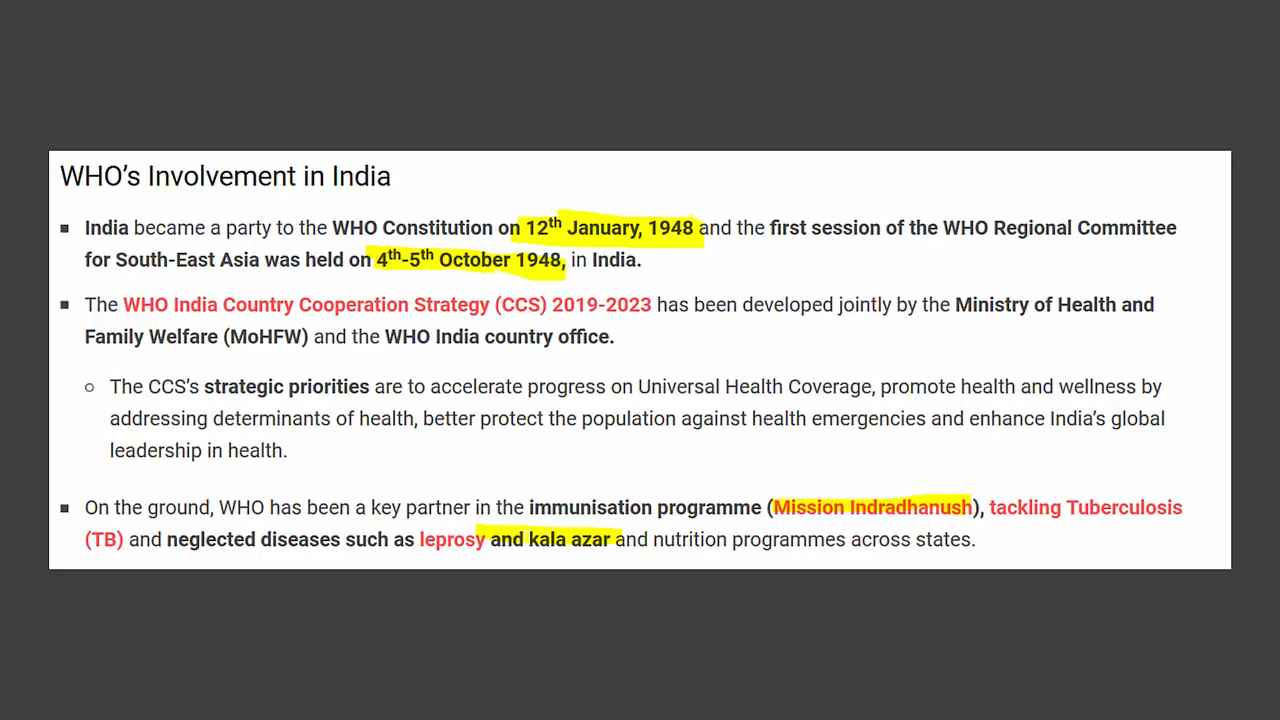 WHO’s Involvement in India
▪ India became a party to the WHO Constitution on 12th January, 1948 and the first session of the WHO Regional Committee
for South-East Asia was held on 4th-5th October 1948, in India.
▪ The WHO India Country Cooperation Strategy (CCS) 2019-2023 has been developed jointly by the Ministry of Health and
Family Welfare (MoHFW) and the WHO India country office.
○ The CCS’s strategic priorities are to accelerate progress on Universal Health Coverage, promote health and wellness by
addressing determinants of health, better protect the population against health emergencies and enhance India’s global
leadership in health.
▪ On the ground, WHO has been a key partner in the immunisation programme (Mission Indradhanush), tackling Tuberculosis
(TB) and neglected diseases such as leprosy and kala azar and nutrition programmes across states.